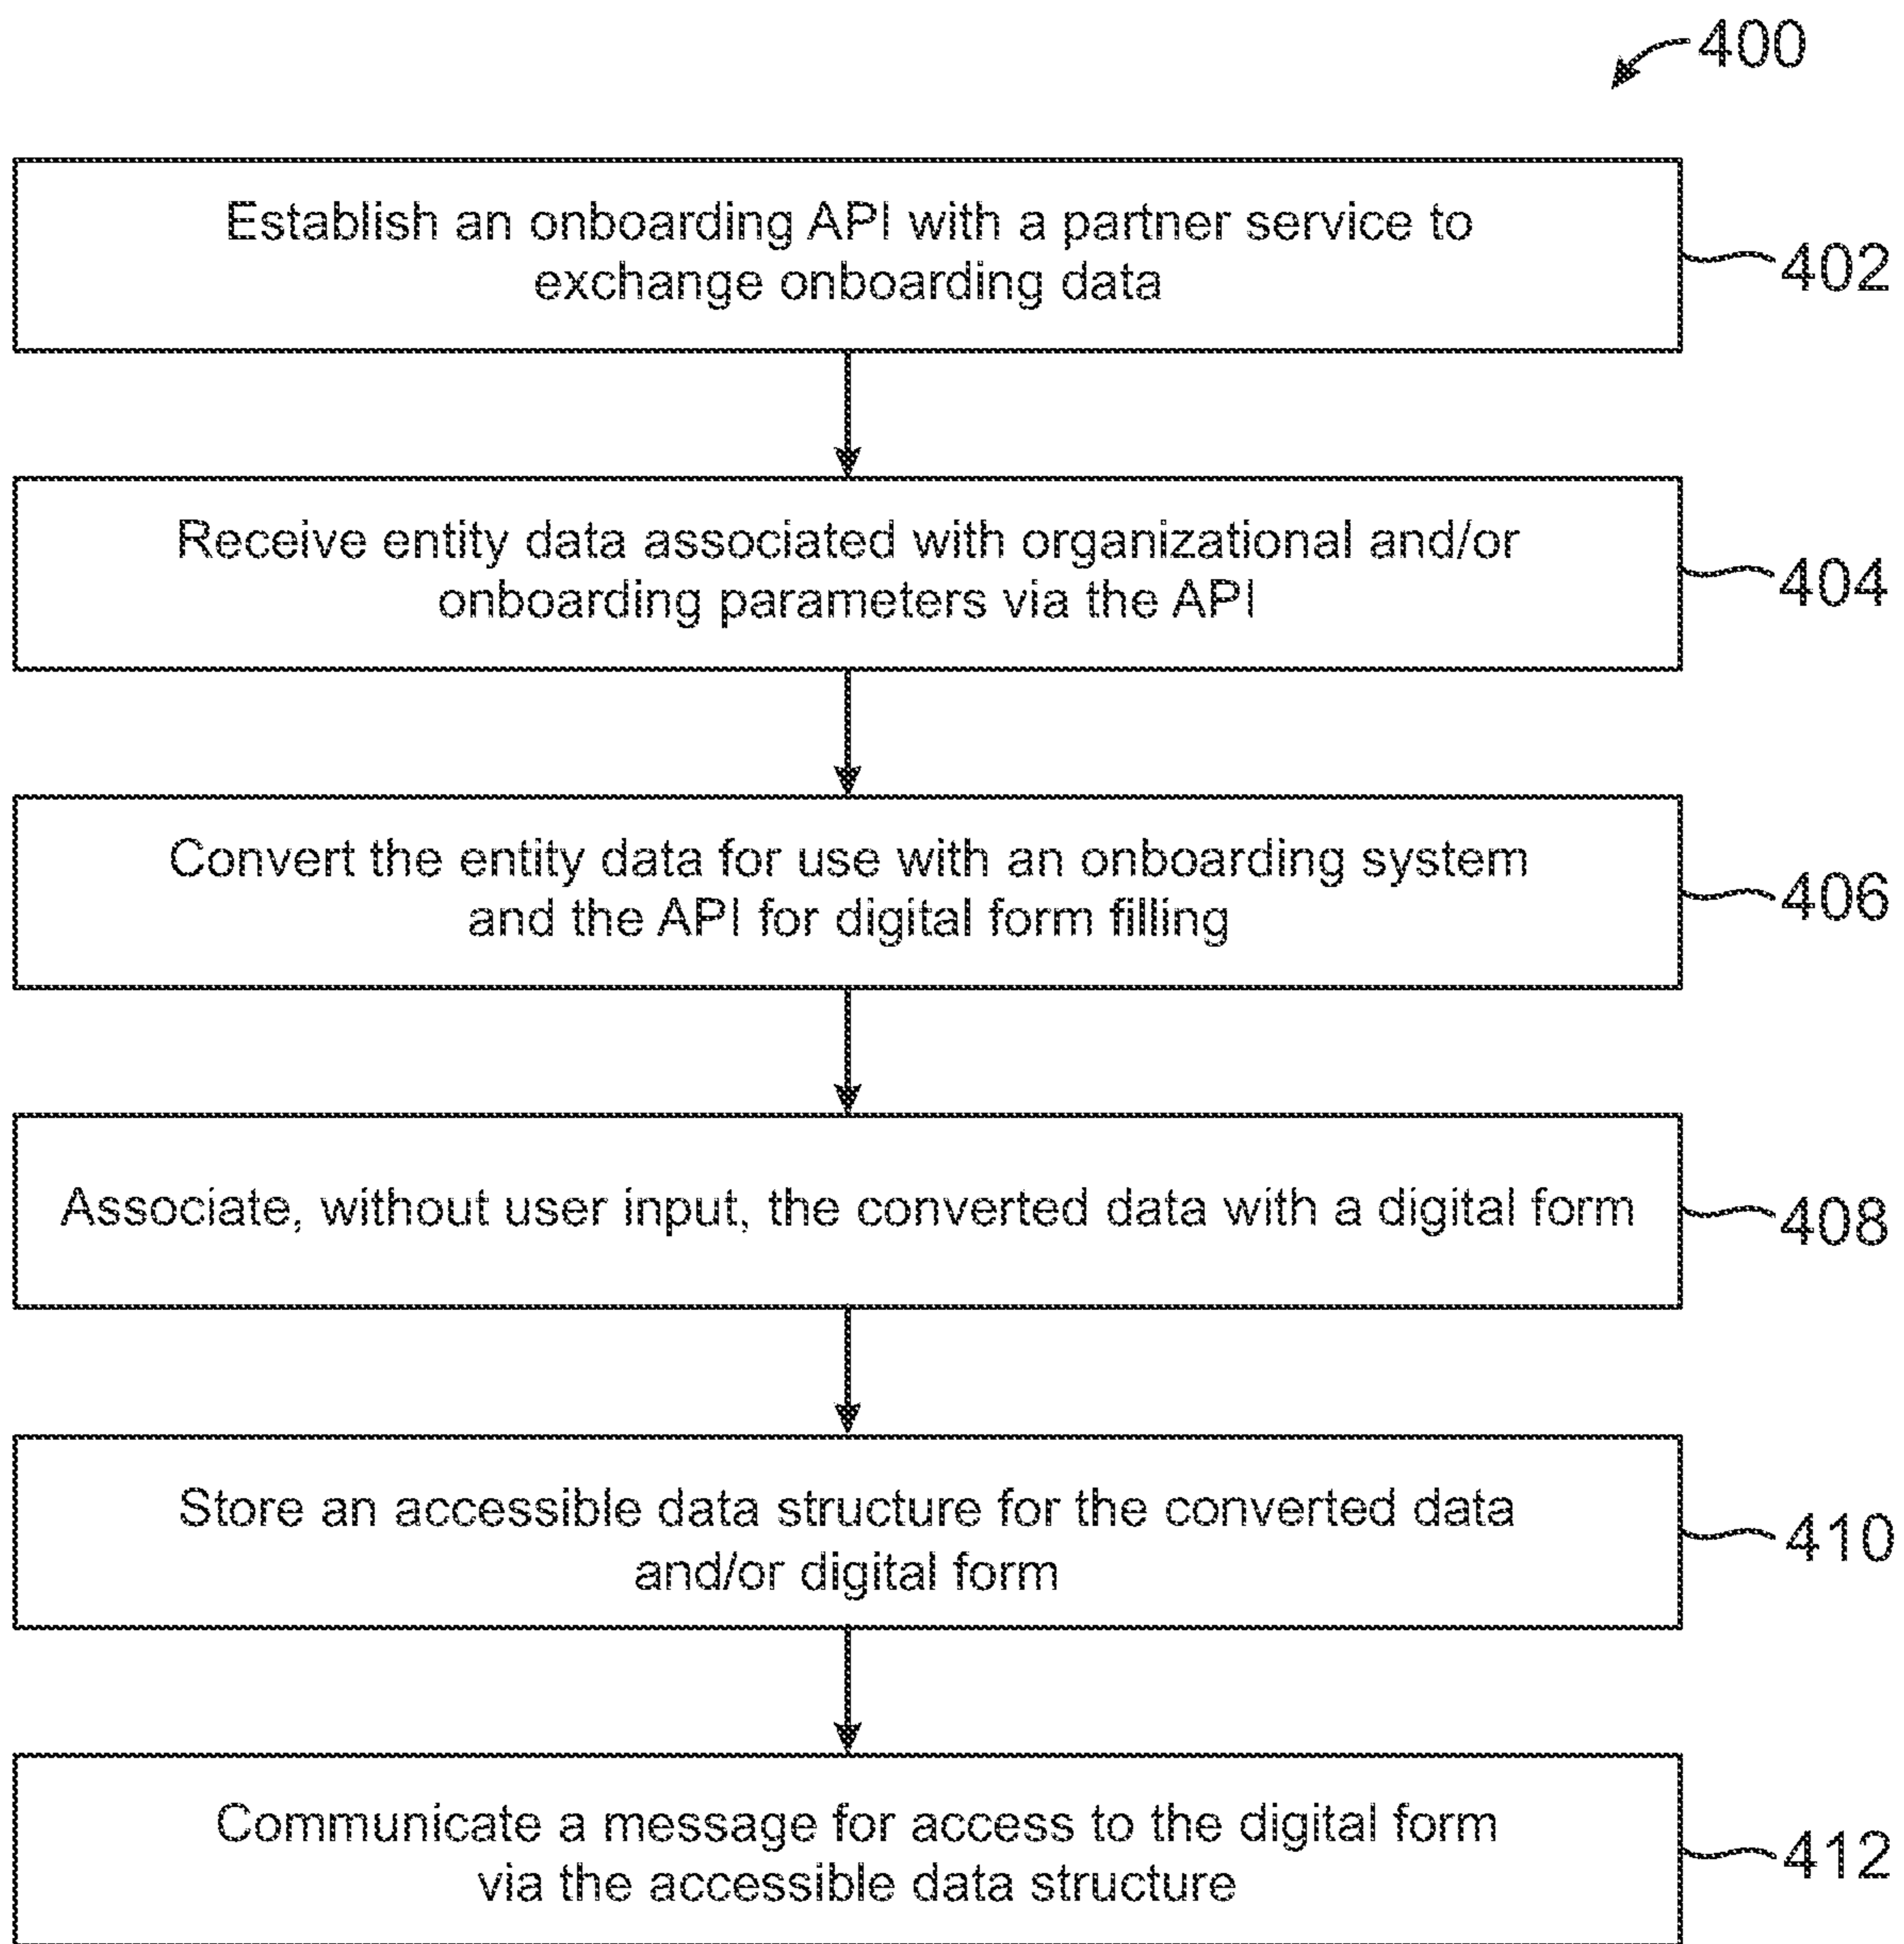 400
Establish an onboarding API with a partner service to
exchange onboarding data
402
Receive entity data associated with organizational and/or
onboarding parameters via the API
404
Convert the entity data for use with an onboarding system
and the API for digital form filling
406
Associate, without user input, the converted data with a digital form
408
Store an accessible data structure for the converted data
and/or digital form
410
Communicate a message for access to the digital form
via the accessible data structure
412